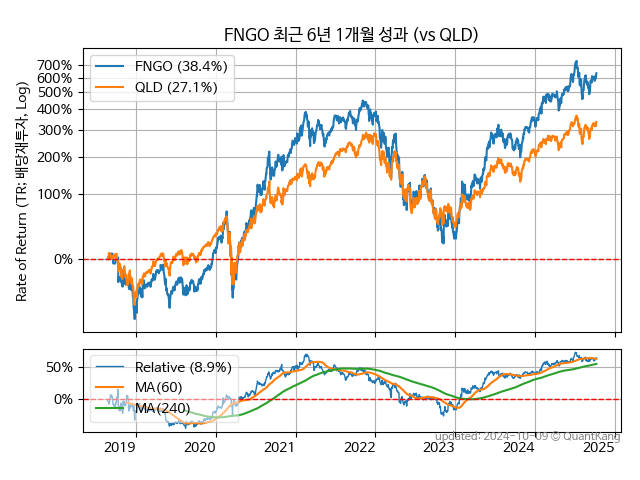 FNGO 최근 6년 1개월 성과 (vs QLD)
Rate of Return (TR: 배당재투자, Log)
700%
600%
500%
400%
300%
200%
100%
0%
FNGO (38.4%)
QLD (27.1%)
50%
0%
Relative (8.9%)
MA(60)
MA(240)
2019
2020
2021
2022
2023
2024
2025
updated: 2024-10-09 © QuantKang